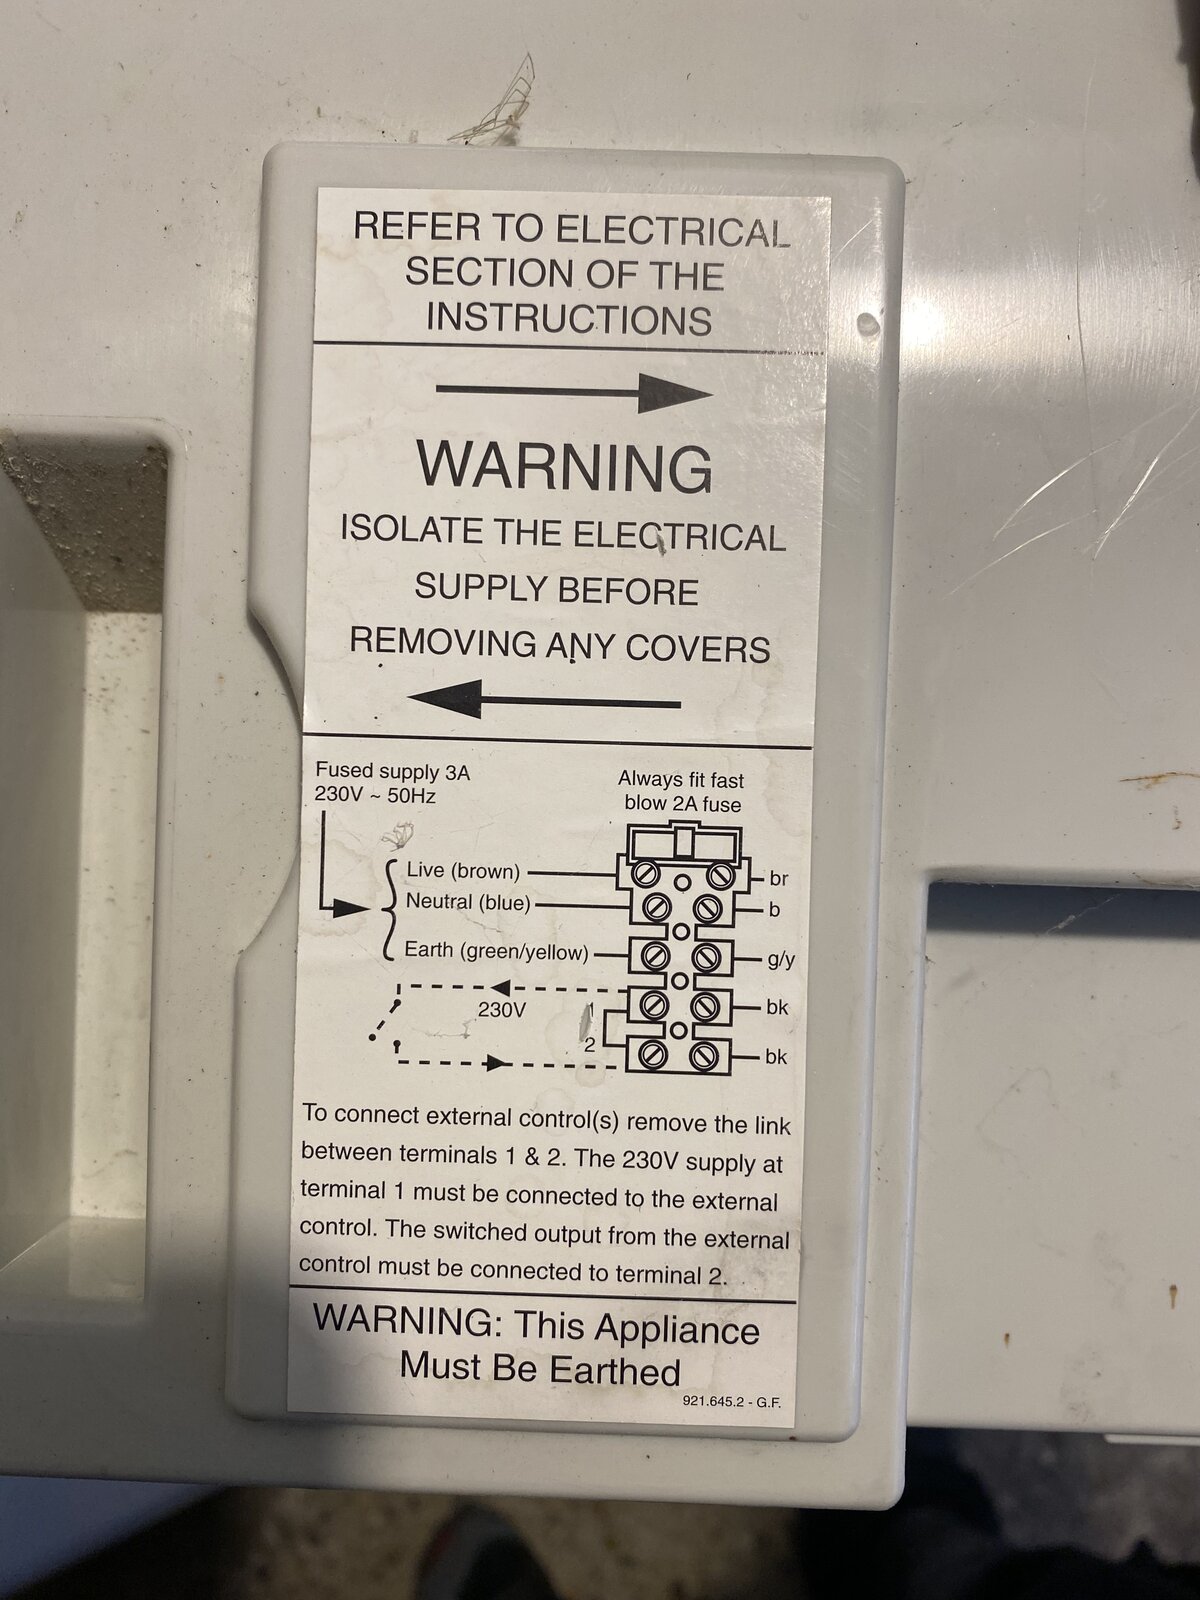 REFER TO ELECTRICAL
SECTION OF THE
INSTRUCTIONS
WARNING
ISOLATE THE ELECTRICAL
SUPPLY BEFORE
REMOVING ANY COVERS
Fused supply 3A
230V ~ 50Hz
Always fit fast
blow 2A fuse
Live (brown)
br
Neutral (blue)
b
Earth (green/yellow)
g/y
230V
1
bk
2
bk
To connect external control(s) remove the link
between terminals 1 & 2. The 230V supply at
terminal 1 must be connected to the external
control. The switched output from the external
control must be connected to terminal 2.
WARNING: This Appliance
Must Be Earthed
921.645.2 - G.F.